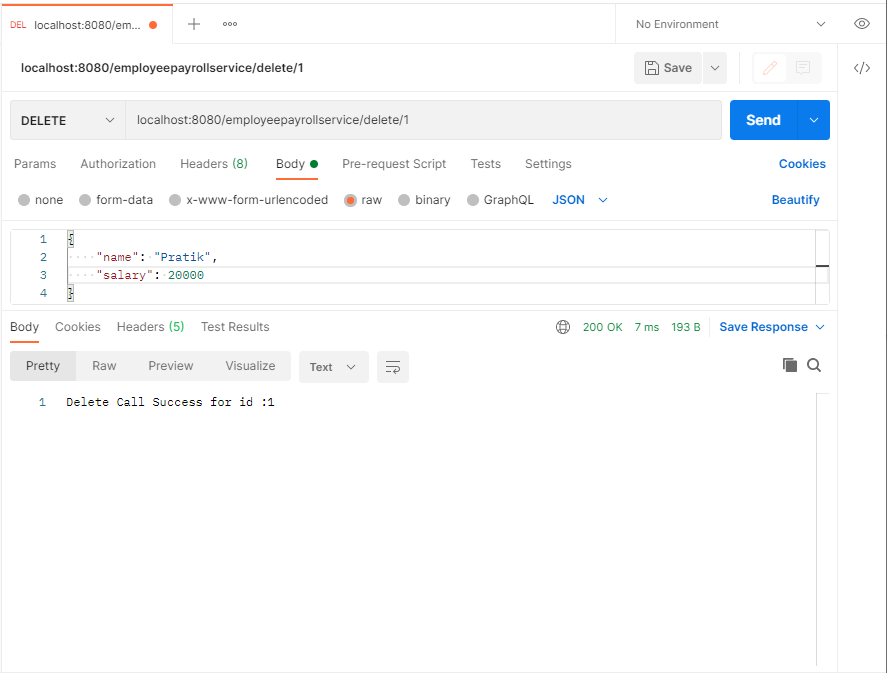 DEL localhost:8080/em... No Environment
localhost:8080/employeepayrollservice/delete/1 Save
DELETE localhost:8080/employeepayrollservice/delete/1 Send
Params Authorization Headers (8) Body Pre-request Script Tests Settings Cookies
none form-data x-www-form-urlencoded raw binary GraphQL JSON Beautify
1 {
2 "name": "Pratik",
3 "salary": 20000
4 }
Body Cookies Headers (5) Test Results 200 OK 7 ms 193 B Save Response
Pretty Raw Preview Visualize Text
1 Delete Call Success for id :1